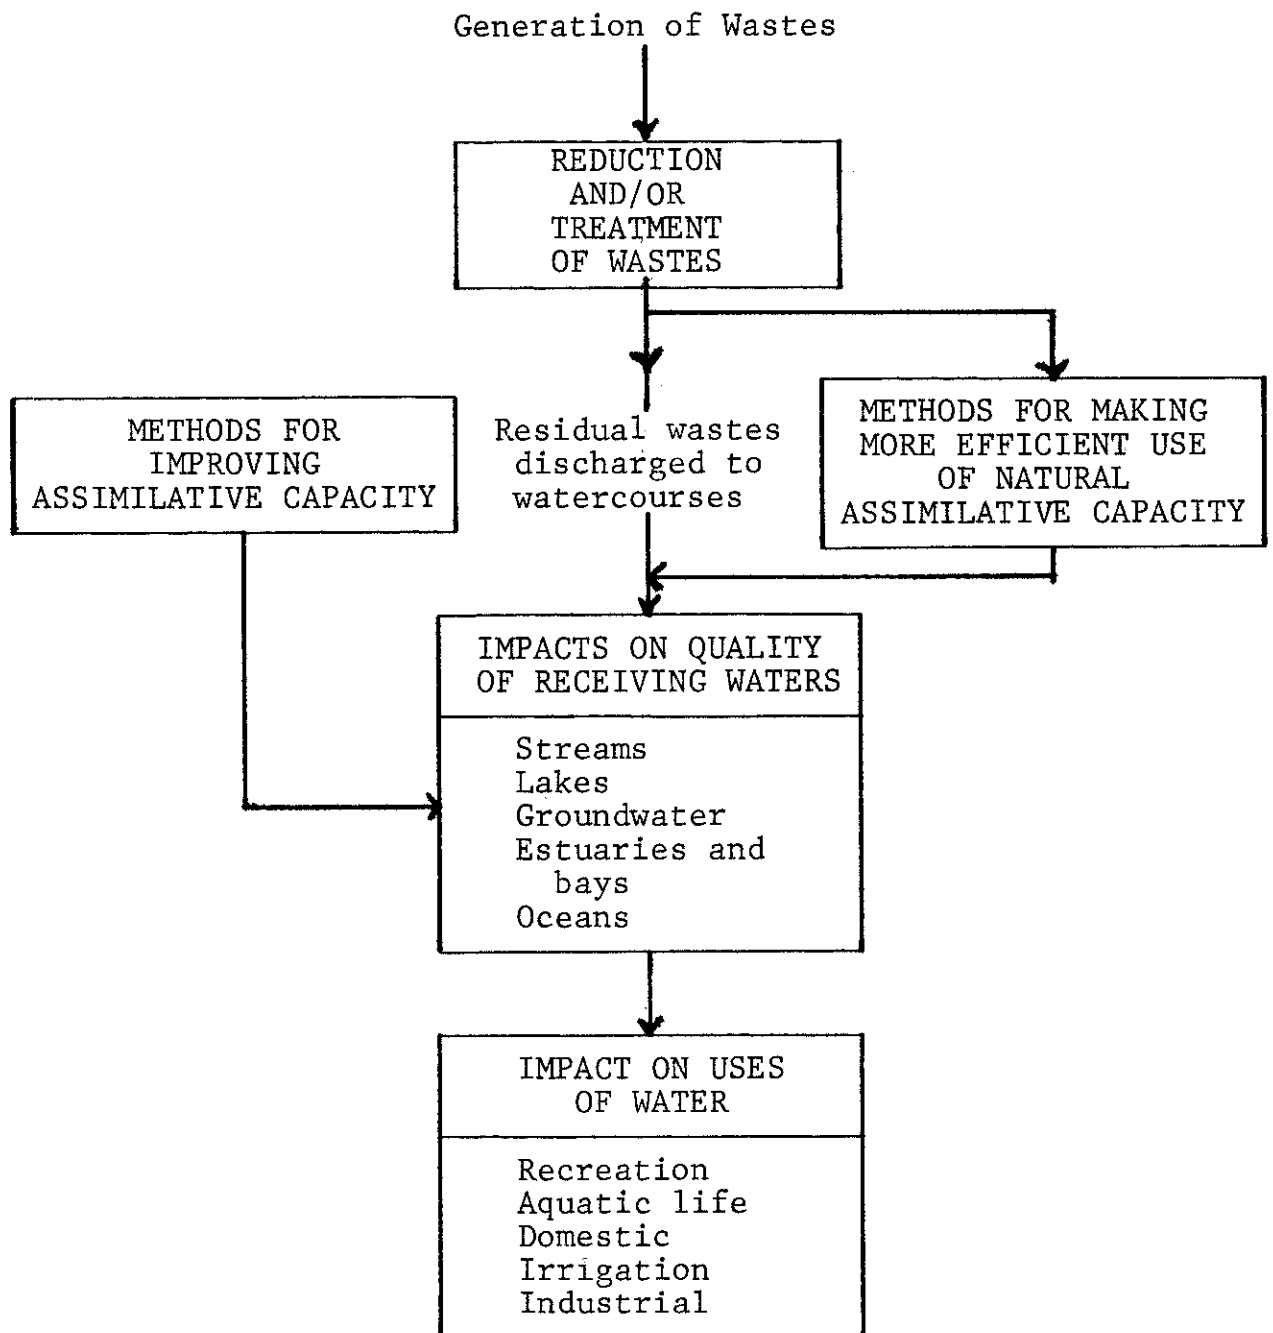 Generation of Wastes
REDUCTION
AND/OR
TREATMENT
OF WASTES
METHODS FOR
IMPROVING
ASSIMILATIVE CAPACITY
Residual wastes
discharged to
watercourses
METHODS FOR MAKING
MORE EFFICIENT USE
OF NATURAL
ASSIMILATIVE CAPACITY
IMPACTS ON QUALITY
OF RECEIVING WATERS
Streams
Lakes
Groundwater
Estuaries and
bays
Oceans
IMPACT ON USES
OF WATER
Recreation
Aquatic life
Domestic
Irrigation
Industrial